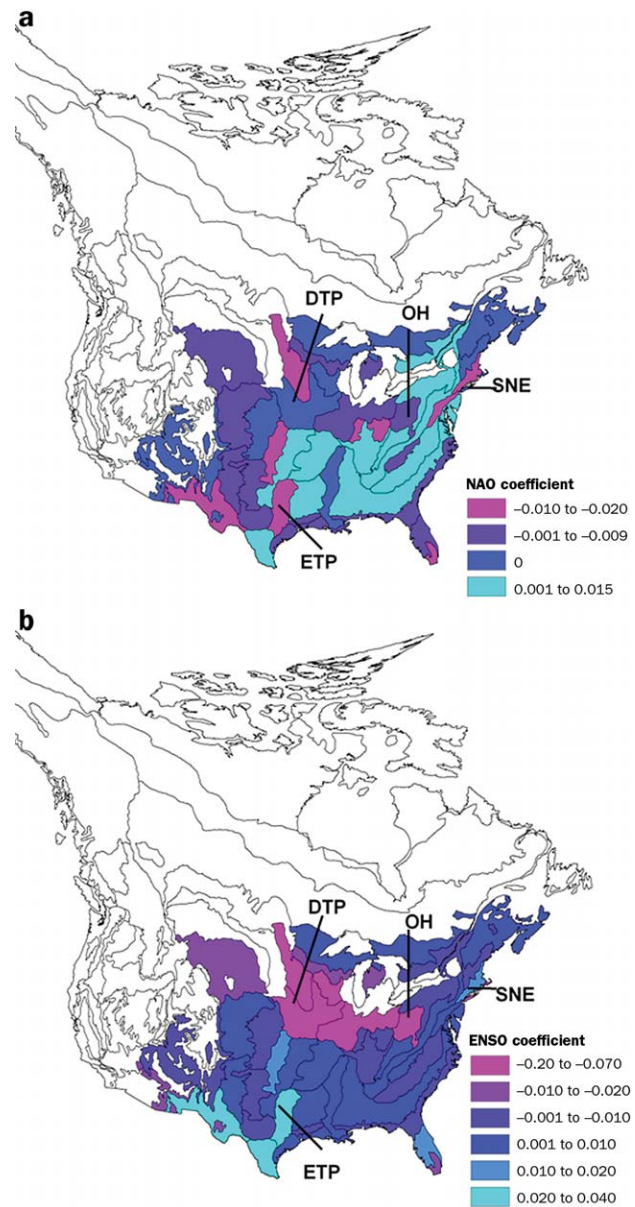 a
DTP
OH
SNE
ETP
NAO coefficient
–0.010 to –0.020
–0.001 to –0.009
0
0.001 to 0.015
b
DTP
OH
SNE
ETP
ENSO coefficient
–0.20 to –0.070
–0.010 to –0.020
–0.001 to –0.010
0.001 to 0.010
0.010 to 0.020
0.020 to 0.040